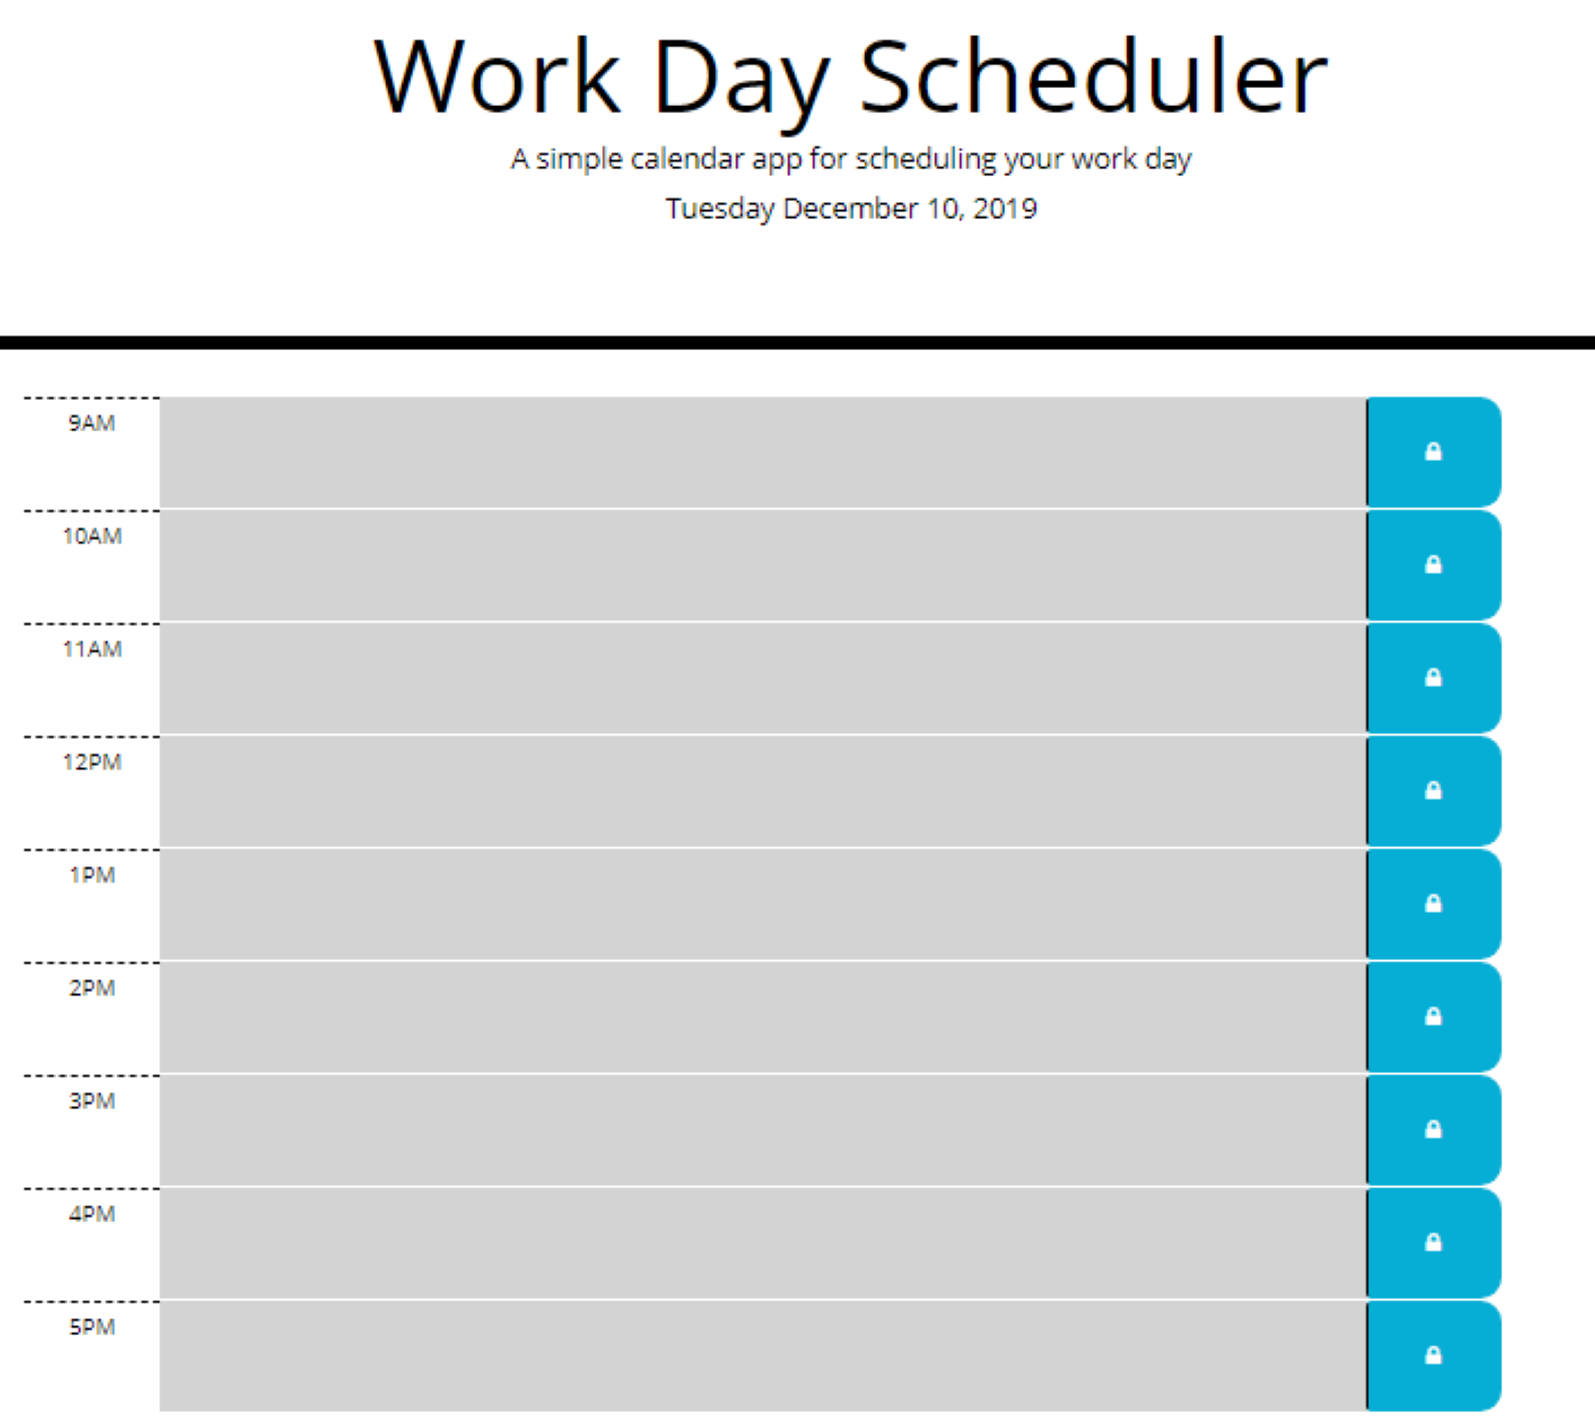 Work Day Scheduler
A simple calendar app for scheduling your work day
Tuesday December 10, 2019
9AM
10AM
11AM
12PM
1PM
2PM
3PM
4PM
5PM